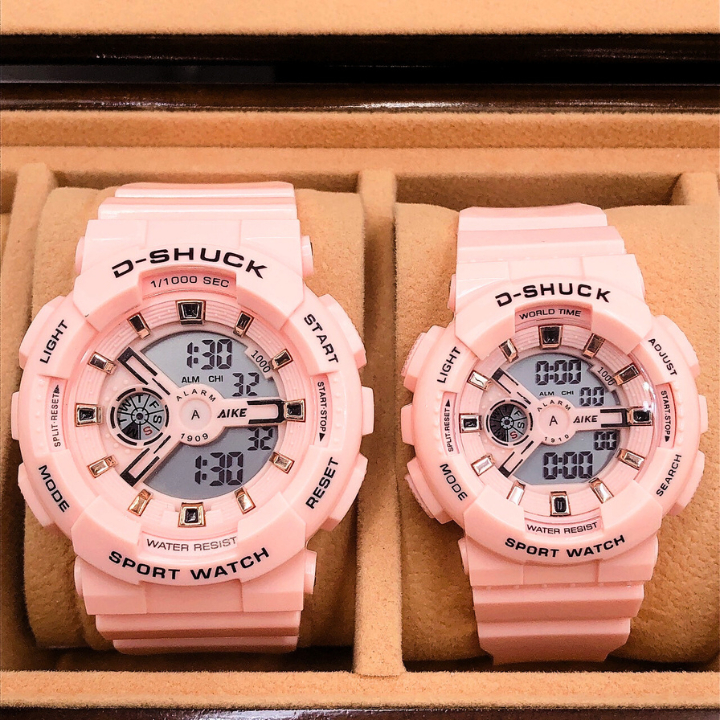 D-SHUCK
1/1000 SEC
LIGHT
START
1000
1:30
32
ALM CHI
ALARM
A
AIKE
1909
SPLIT·RESET
START·STOP
32
1:30
MODE
RESET
WATER RESIST
SPORT WATCH
D-SHUCK
WORLD TIME
LIGHT
ADJUST
1000
0:00
00
ALM CHI
ALARM
A
AIKE
1910
SPLIT·RESET
START·STOP
00
0:00
MODE
SEARCH
WATER RESIST
SPORT WATCH